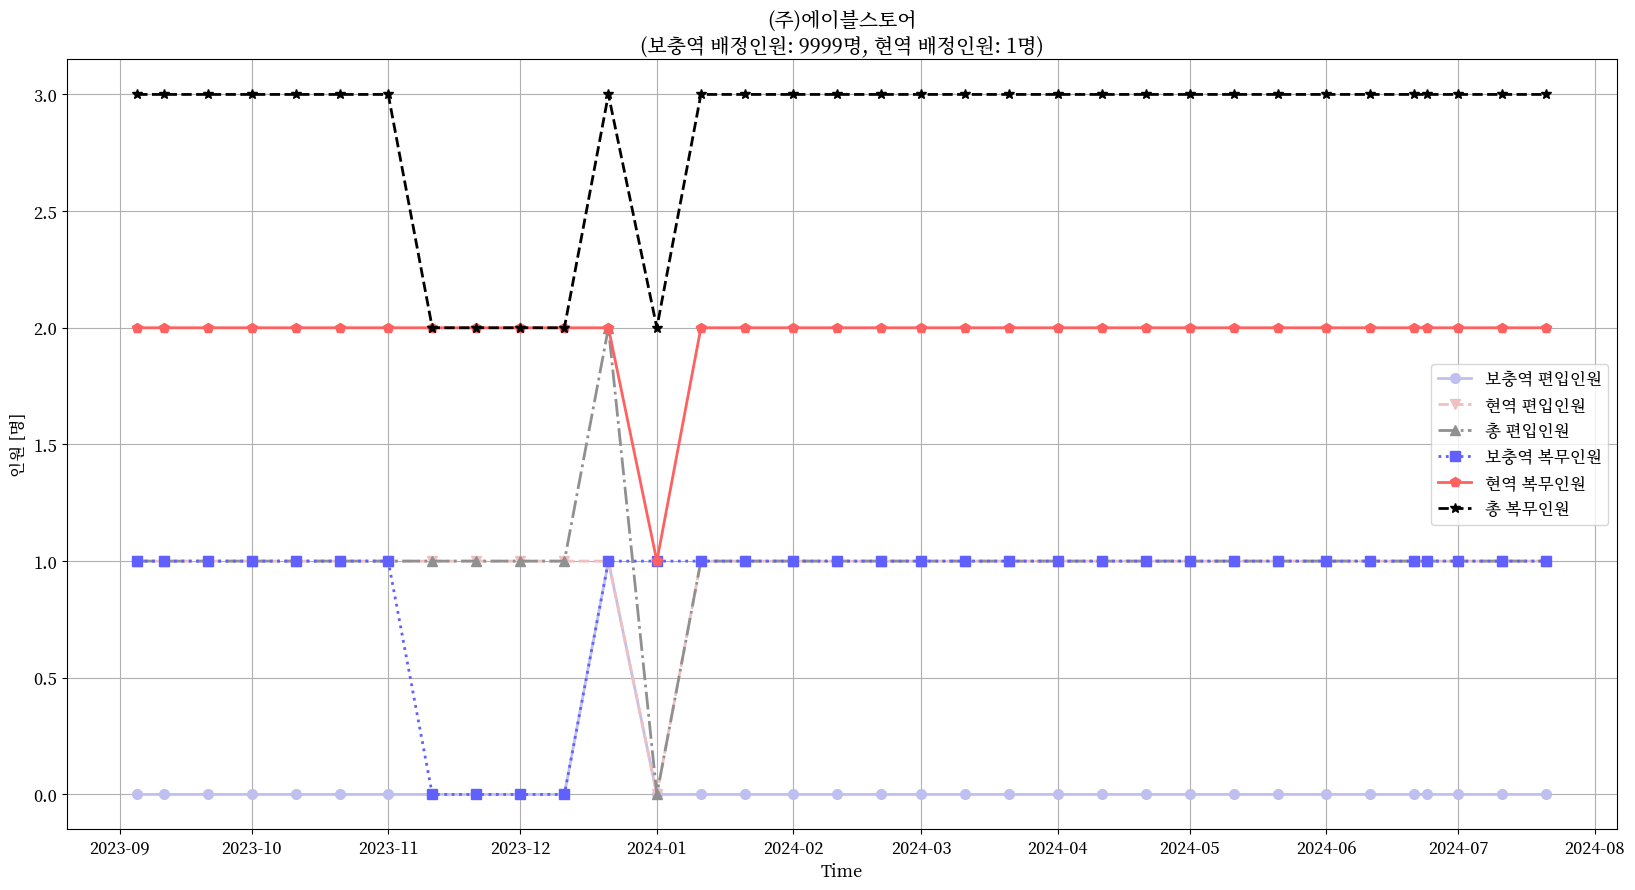 (주)에이블스토어
(보충역 배정인원: 9999명, 현역 배정인원: 1명)
3.0
2.5
2.0
1.5
1.0
0.5
0.0
인원 [명]
보충역 편입인원
현역 편입인원
총 편입인원
보충역 복무인원
현역 복무인원
총 복무인원
2023-09
2023-10
2023-11
2023-12
2024-01
2024-02
2024-03
2024-04
2024-05
2024-06
2024-07
2024-08
Time